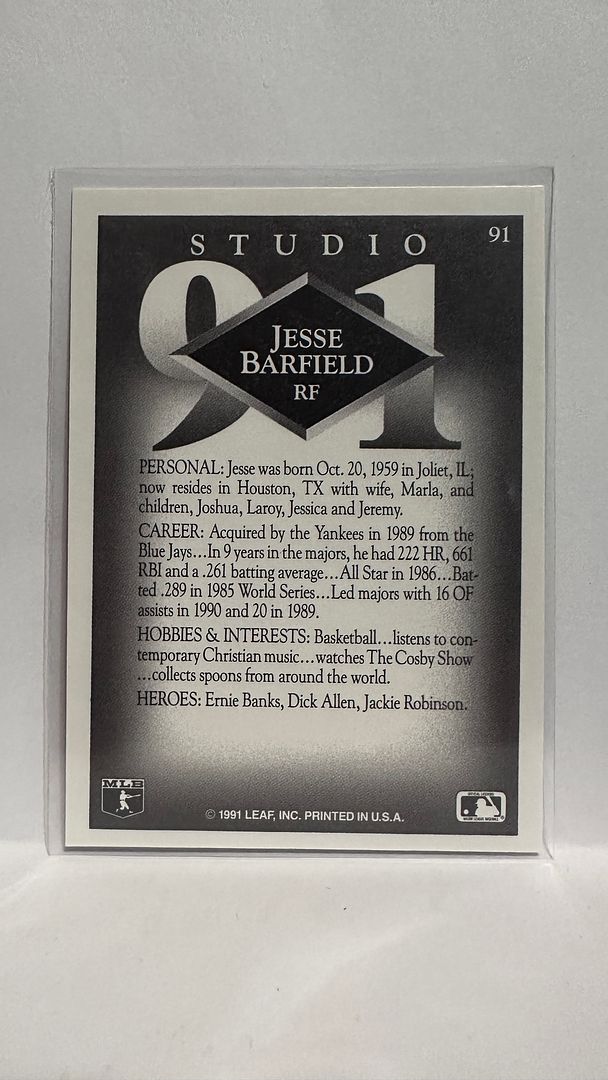 STUDIO
91
91
JESSE
BARFIELD
RF
PERSONAL: Jesse was born Oct. 20, 1959 in Joliet, IL;
now resides in Houston, TX with wife, Marla, and
children, Joshua, Laroy, Jessica and Jeremy.
CAREER: Acquired by the Yankees in 1989 from the
Blue Jays...In 9 years in the majors, he had 222 HR, 661
RBI and a .261 batting average...All Star in 1986...Bat-
ted .289 in 1985 World Series...Led majors with 16 OF
assists in 1990 and 20 in 1989.
HOBBIES & INTERESTS: Basketball...listens to con-
temporary Christian music...watches The Cosby Show
...collects spoons from around the world.
HEROES: Ernie Banks, Dick Allen, Jackie Robinson.
MLB
© 1991 LEAF, INC. PRINTED IN U.S.A.